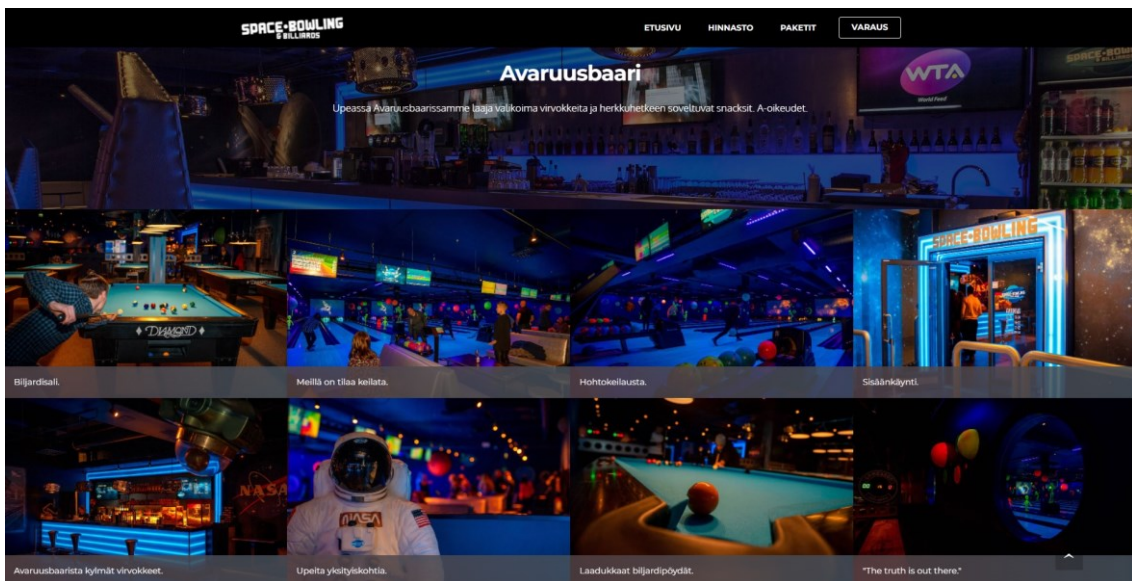 SPACE•BOWLING
& BILLIARDS
ETUSIVU HINNASTO PAKETIT VARAUS
Avaruusbaari
Upeassa Avaruusbaarissamme laaja valikoima virvokkeita ja herkkuhetkeen soveltuvat snacksit. A-oikeudet.
WTA
World Feed
SPACE•BOWLING
DIAMOND
Biljardisali.
Meillä on tilaa keilata.
Hohtokeilausta.
Sisäänkäynti.
NASA
NASA
Avaruusbaarista kylmät virvokkeet.
Upeita yksityiskohtia.
Laadukkaat biljardipöydät.
"The truth is out there."